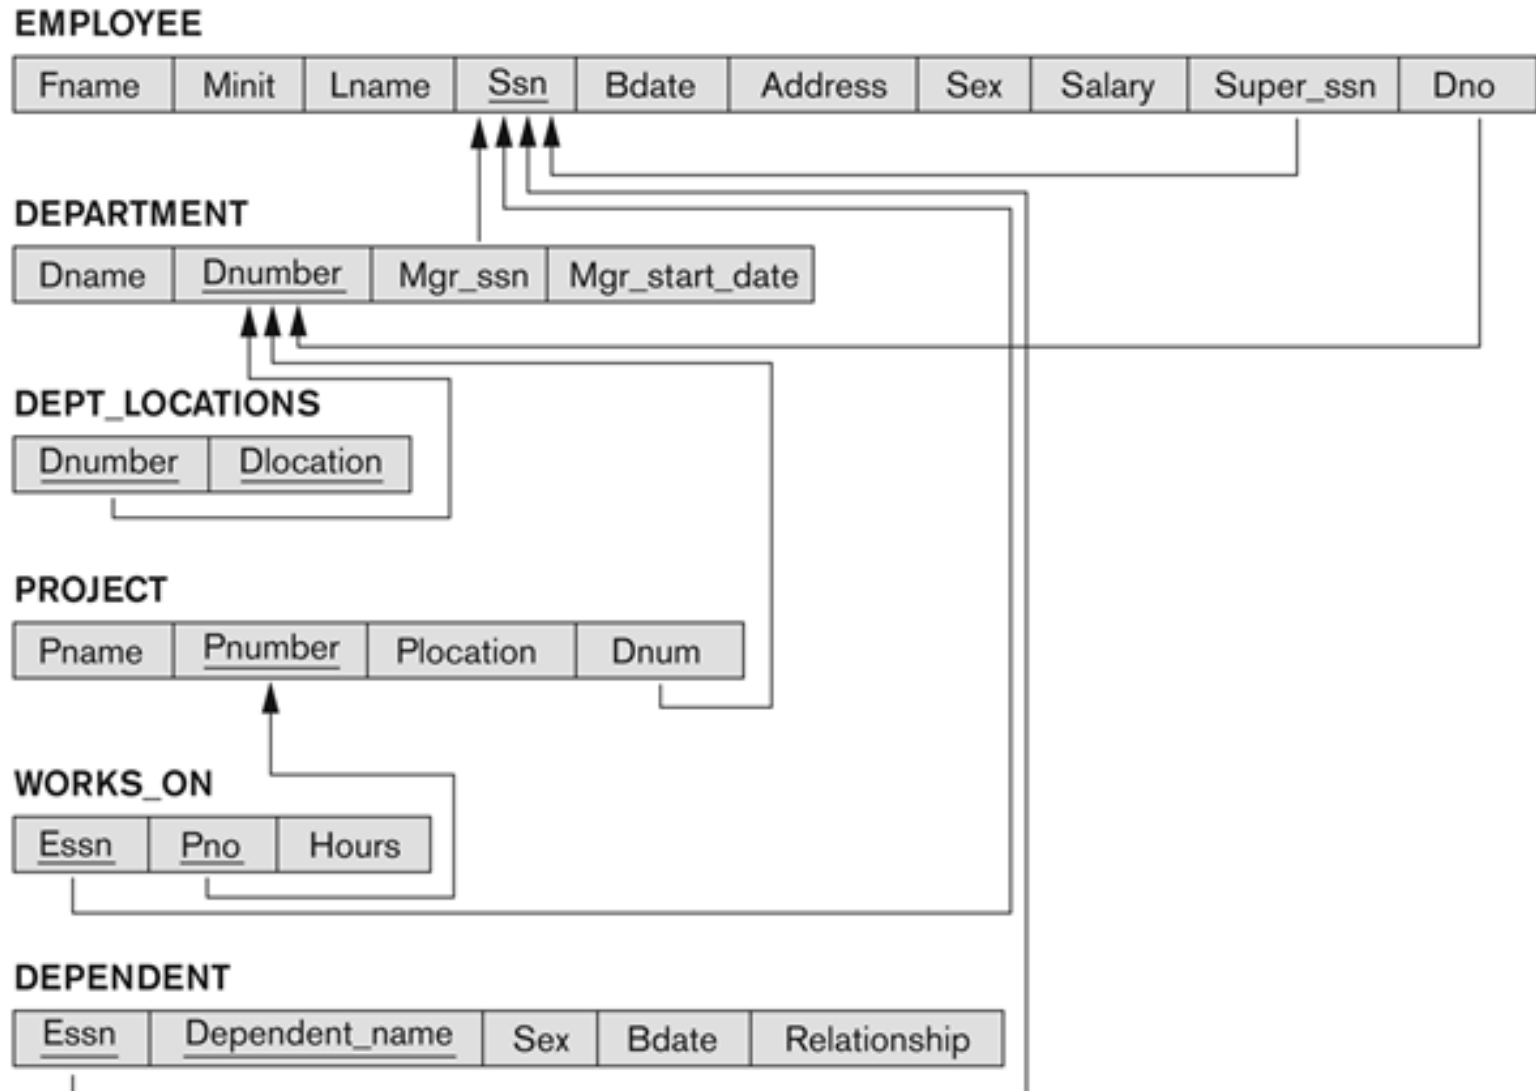 EMPLOYEE
Fname Minit Lname Ssn Bdate Address Sex Salary Super_ssn Dno
DEPARTMENT
Dname Dnumber Mgr_ssn Mgr_start_date
DEPT_LOCATIONS
Dnumber Dlocation
PROJECT
Pname Pnumber Plocation Dnum
WORKS_ON
Essn Pno Hours
DEPENDENT
Essn Dependent_name Sex Bdate Relationship